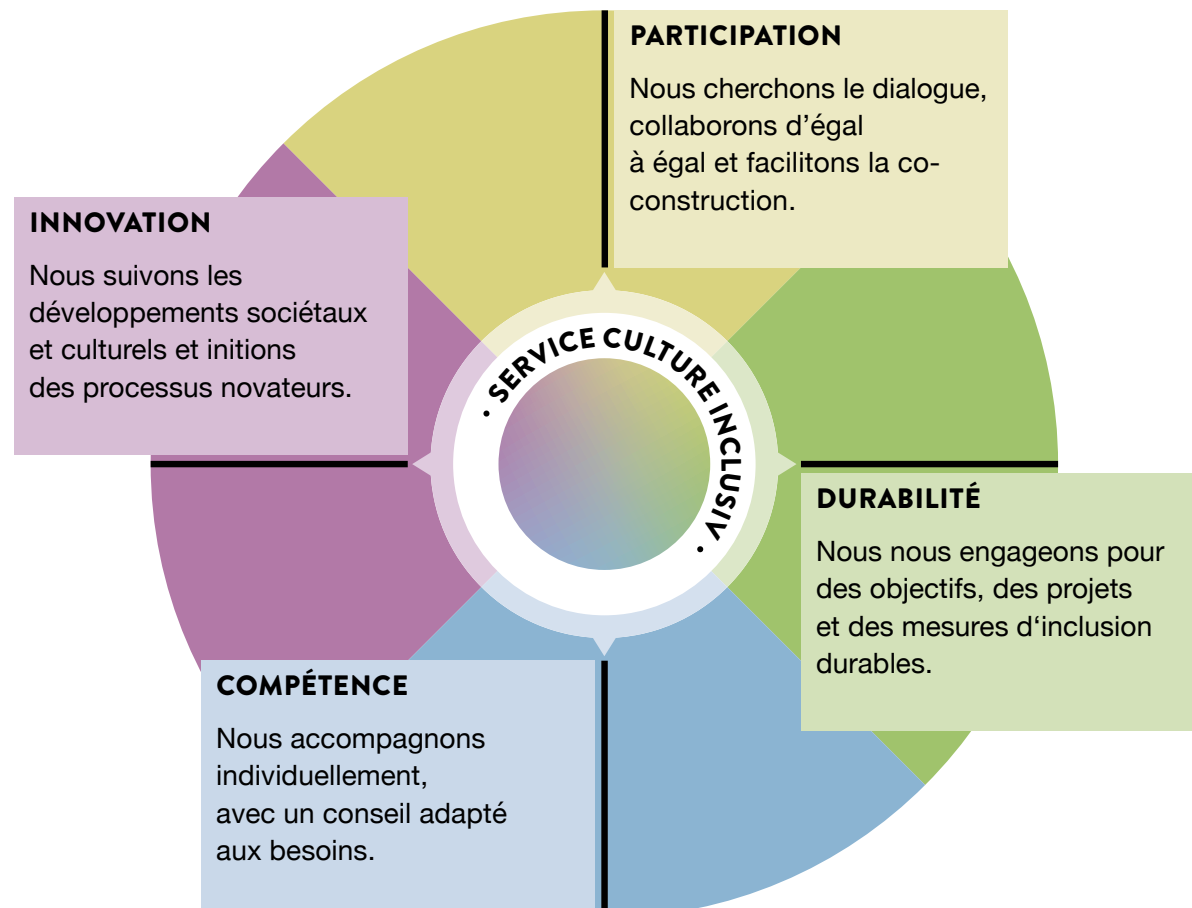 PARTICIPATION
Nous cherchons le dialogue,
collaborons d’égal
à égal et facilitons la co-
construction.
INNOVATION
Nous suivons les
développements sociétaux
et culturels et initions
des processus novateurs.
· SERVICE CULTURE INCLUSIV ·
DURABILITÉ
Nous nous engageons pour
des objectifs, des projets
et des mesures d‘inclusion
durables.
COMPÉTENCE
Nous accompagnons
individuellement,
avec un conseil adapté
aux besoins.